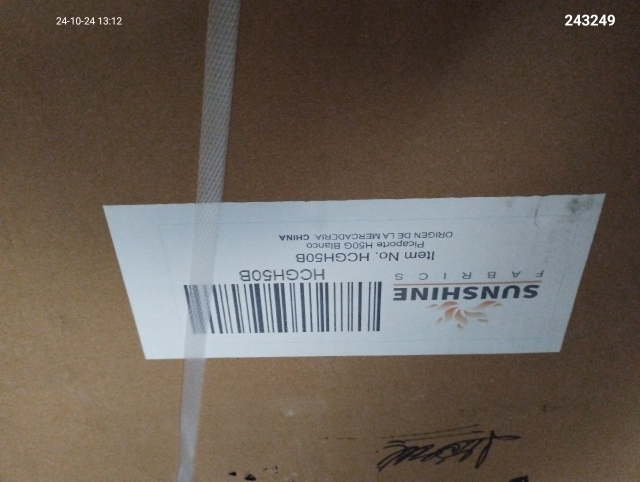 24-10-24 13:12
243249
SUNSHINE
FABRICS
HCGH50B
Item No. HCGH50B
Picaporte H50G Blanco
ORIGEN DE LA MERCADERIA: CHINA